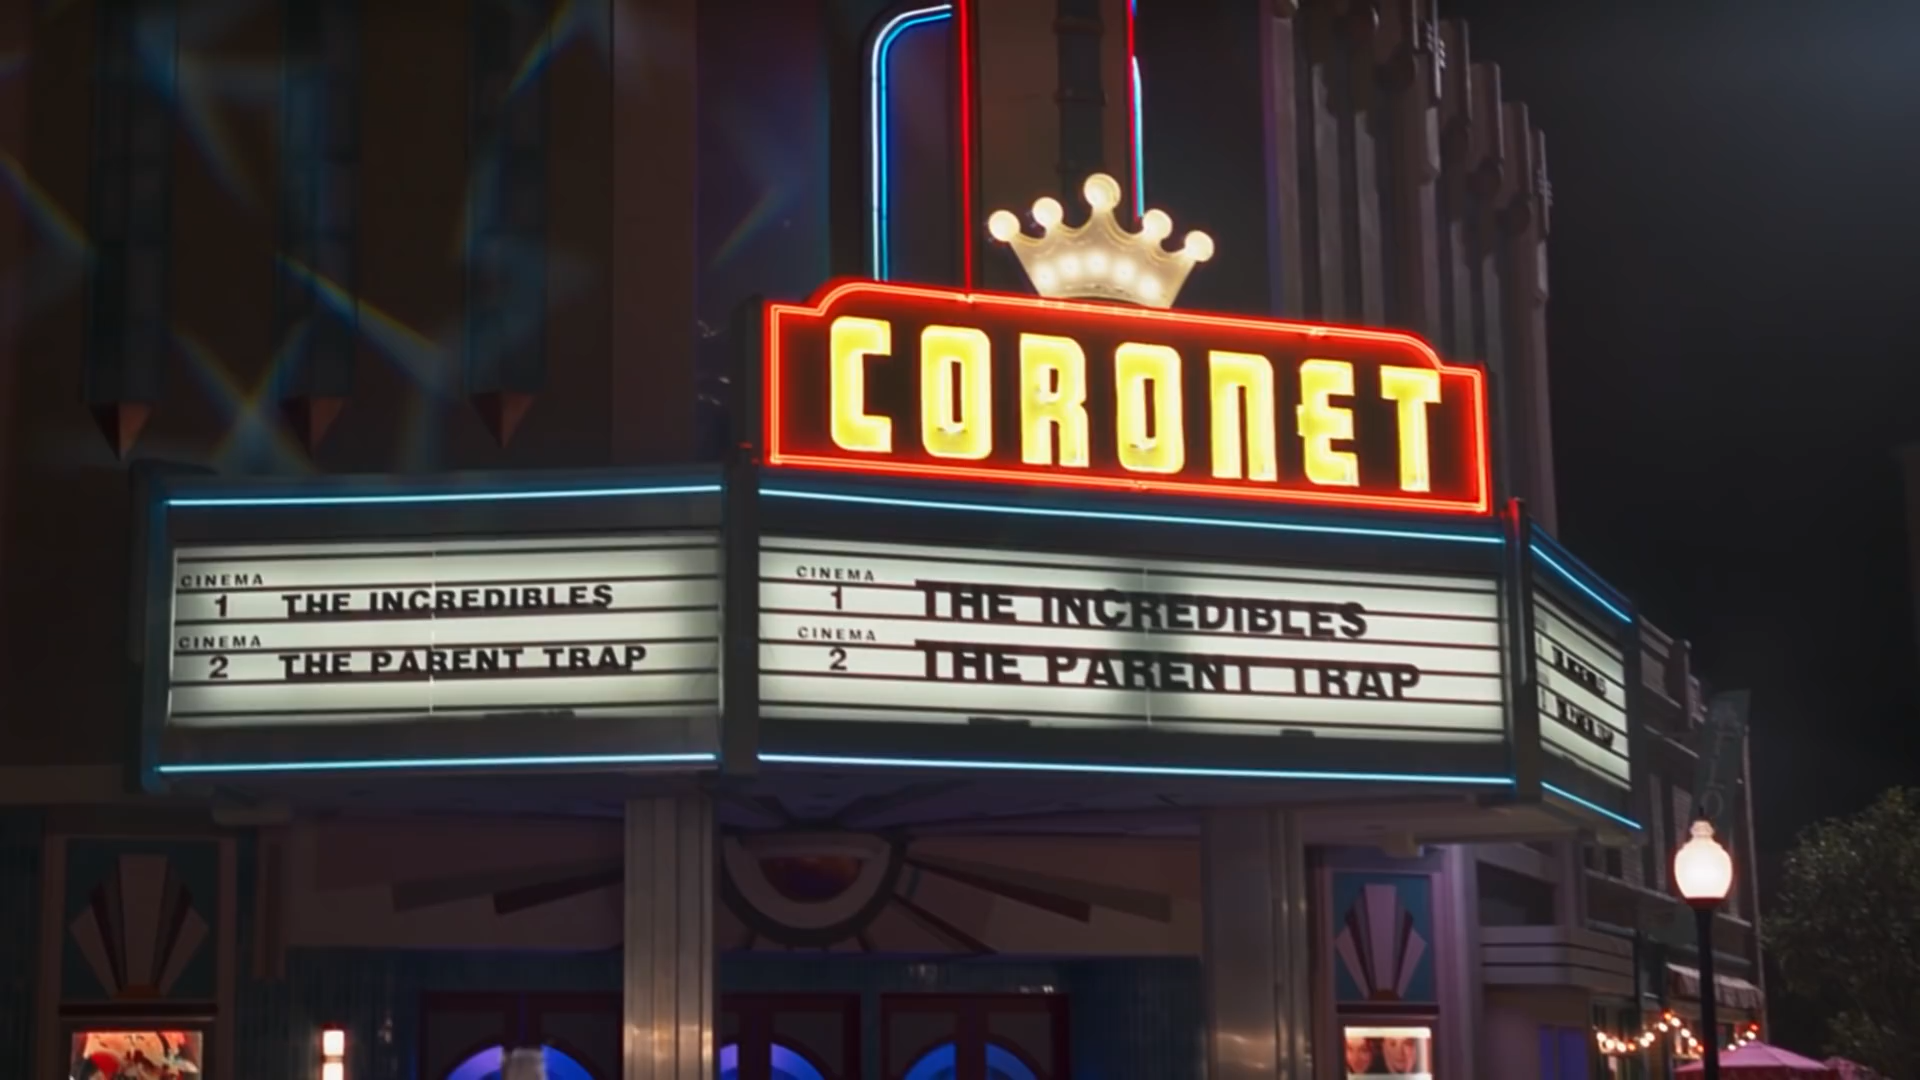 CORONET
CINEMA
1 THE INCREDIBLES
CINEMA
2 THE PARENT TRAP
CINEMA
1 THE INCREDIBLES
CINEMA
2 THE PARENT TRAP